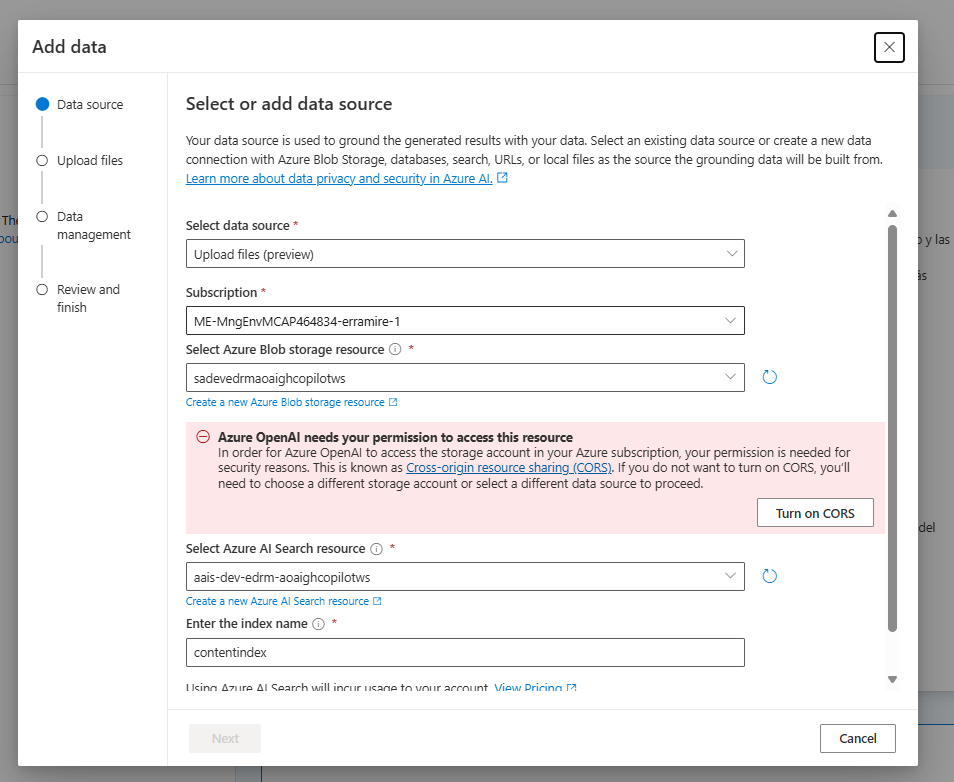 Add data
Data source
Upload files
Data
management
Review and
finish
Select or add data source
Your data source is used to ground the generated results with your data. Select an existing data source or create a new data
connection with Azure Blob Storage, databases, search, URLs, or local files as the source the grounding data will be built from.
Learn more about data privacy and security in Azure AI.
Select data source *
Upload files (preview)
Subscription *
ME-MngEnvMCAP464834-erramire-1
Select Azure Blob storage resource *
sadevedrmaoaighcopilotws
Create a new Azure Blob storage resource
Azure OpenAI needs your permission to access this resource
In order for Azure OpenAI to access the storage account in your Azure subscription, your permission is needed for
security reasons. This is known as Cross-origin resource sharing (CORS). If you do not want to turn on CORS, you'll
need to choose a different storage account or select a different data source to proceed.
Turn on CORS
Select Azure AI Search resource *
aais-dev-edrm-aoaighcopilotws
Create a new Azure AI Search resource
Enter the index name *
contentindex
Using Azure AI Search will incur usage to your account. View Pricing
Next
Cancel
The
y las
del